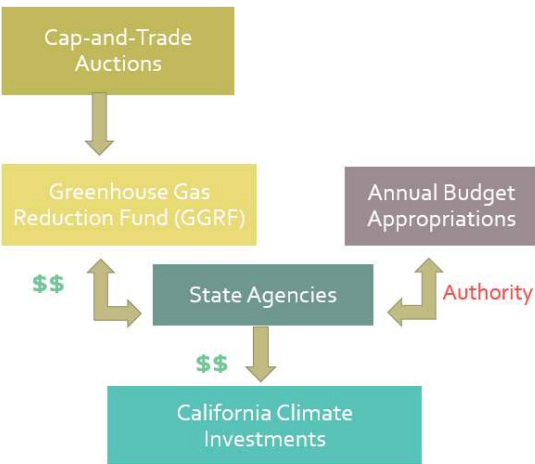 Cap-and-Trade
Auctions
Greenhouse Gas
Reduction Fund (GGRF)
Annual Budget
Appropriations
$$
State Agencies
Authority
$$
California Climate
Investments